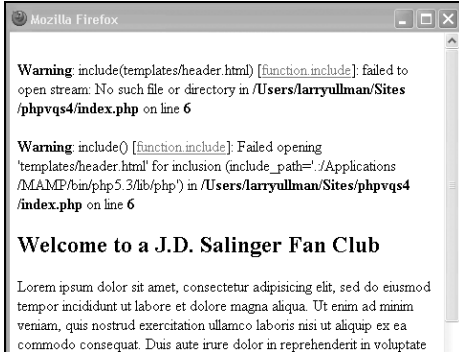 Mozilla Firefox
Warning: include(templates/header.html) [function.include]: failed to
open stream: No such file or directory in /Users/larryullman/Sites
/phpvqs4/index.php on line 6
Warning: include() [function.include]: Failed opening
'templates/header.html' for inclusion (include_path='.:/Applications
/MAMP/bin/php5.3/lib/php') in /Users/larryullman/Sites/phpvqs4
/index.php on line 6
Welcome to a J.D. Salinger Fan Club
Lorem ipsum dolor sit amet, consectetur adipisicing elit, sed do eiusmod
tempor incididunt ut labore et dolore magna aliqua. Ut enim ad minim
veniam, quis nostrud exercitation ullamco laboris nisi ut aliquip ex ea
commodo consequat. Duis aute irure dolor in reprehenderit in voluptate